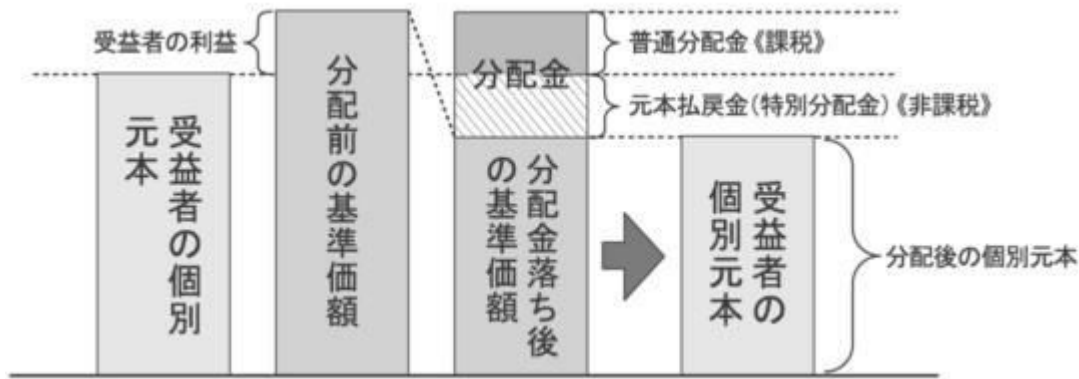 受益者の利益
受益者の個別
元本
分配前の基準価額
分配金
分配金落ち後
の基準価額
普通分配金《課税》
元本払戻金(特別分配金)《非課税》
受益者の
個別元本
分配後の個別元本